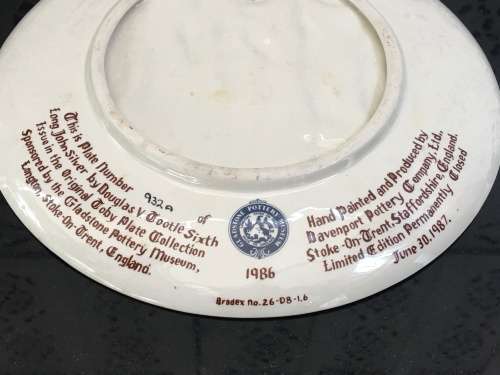 This is Plate Number
932A of
Long John Silver by Douglas V Tootle Sixth
Issue in the Original Toby Plate Collection
Sponsored by the Gladstone Pottery Museum,
Longton, Stoke-On-Trent, England.
GLADSTONE POTTERY MUSEUM
1986
Hand Painted and Produced by
Davenport Pottery Company, Ltd.
Stoke-On-Trent, Staffordshire, England.
Limited Edition Permanently Closed
June 30, 1987.
Bradex No. 26-D8-1.6